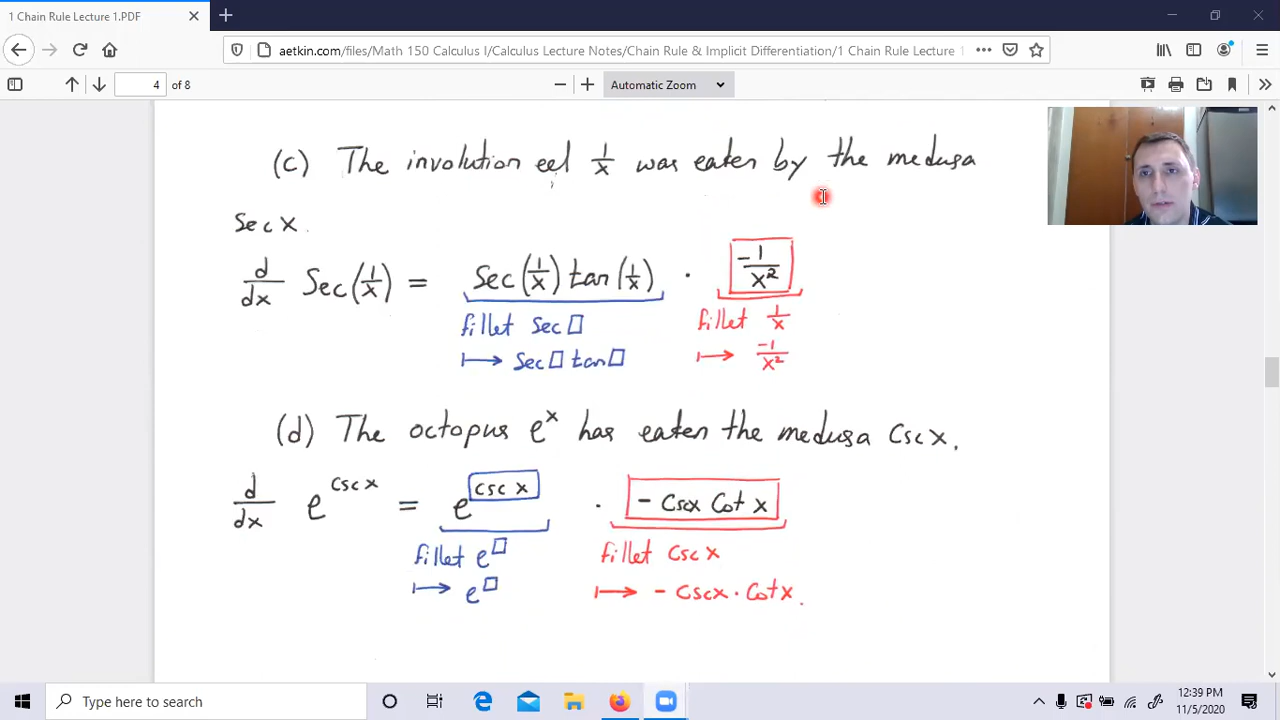 1 Chain Rule Lecture 1.PDF
aetkin.com/files/Math 150 Calculus I/Calculus Lecture Notes/Chain Rule & Implicit Differentiation/1 Chain Rule Lecture 1
4 of 8
Automatic Zoom
(c) The involution eel 1/x was eaten by the medusa
Sec x.
d/dx Sec(1/x) = Sec(1/x) tan(1/x) · -1/x²
fillet Sec□ fillet 1/x
↦ Sec□ tan□ ↦ -1/x²
(d) The octopus e^x has eaten the medusa Csc x.
d/dx e^(csc x) = e^(csc x) · - Cscx Cot x
fillet e^□ fillet Csc x
↦ e^□ ↦ - Cscx · Cotx.
Type here to search
12:39 PM
11/5/2020